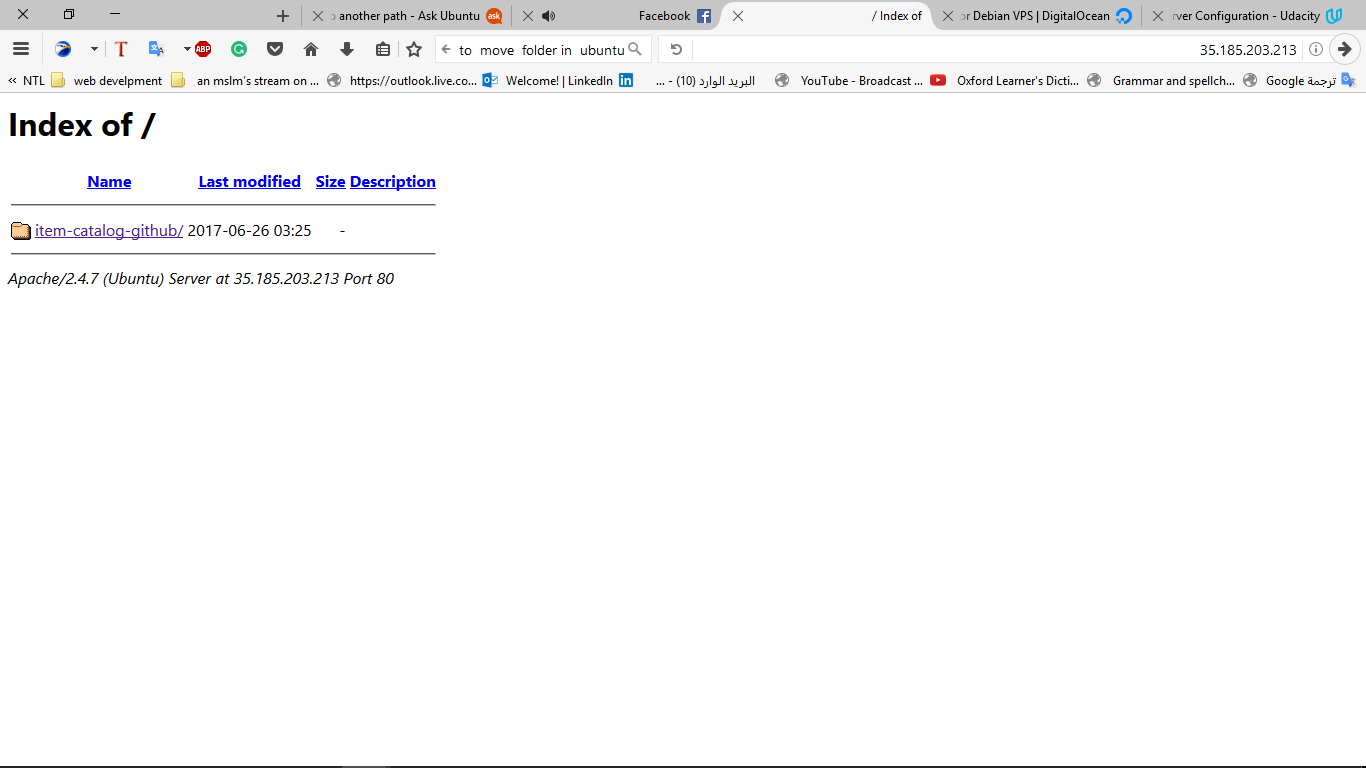 another path - Ask Ubuntu
Facebook
/ Index of
or Debian VPS | DigitalOcean
rver Configuration - Udacity
T
ABP
to move folder in ubuntu
35.185.203.213
« NTL
web develpment
an mslm's stream on ...
https://outlook.live.co...
Welcome! | LinkedIn
... - (10) البريد الوارد
YouTube - Broadcast ...
Oxford Learner's Dicti...
Grammar and spellch...
ترجمة Google
Index of /
Name Last modified Size Description
item-catalog-github/ 2017-06-26 03:25 -
Apache/2.4.7 (Ubuntu) Server at 35.185.203.213 Port 80